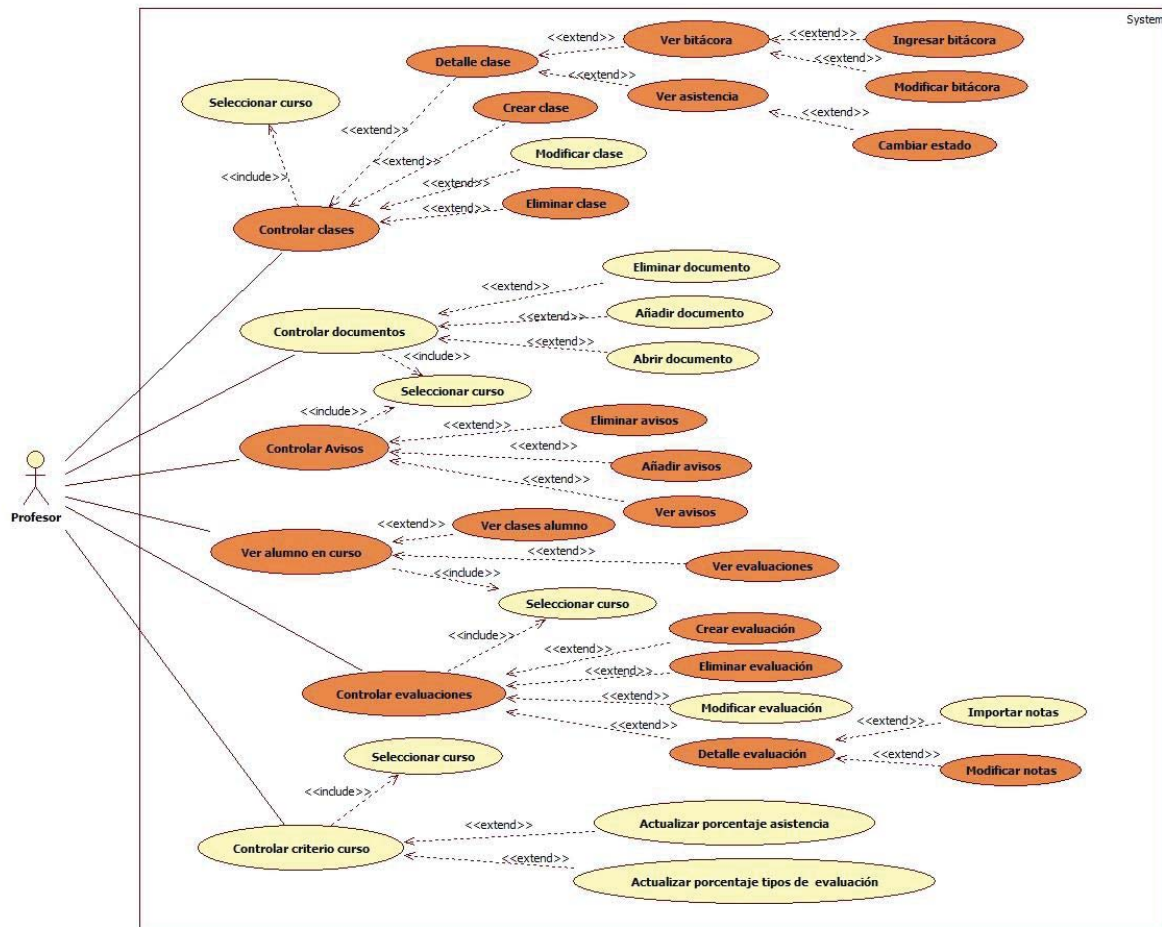 System
Ver bitácora
<<extend>>
Ingresar bitácora
<<extend>>
Detalle clase
<<extend>>
Modificar bitácora
<<extend>>
Ver asistencia
Seleccionar curso
Crear clase
<<extend>>
<<extend>>
Cambiar estado
Modificar clase
<<extend>>
<<include>>
<<extend>>
Eliminar clase
<<extend>>
Controlar clases
Eliminar documento
<<extend>>
Añadir documento
<<extend>>
Controlar documentos
<<extend>>
Abrir documento
<<include>>
Seleccionar curso
<<include>>
Eliminar avisos
<<extend>>
Controlar Avisos
<<extend>>
Añadir avisos
<<extend>>
Ver avisos
Profesor
Ver clases alumno
<<extend>>
Ver alumno en curso
<<extend>>
Ver evaluaciones
<<include>>
Seleccionar curso
Crear evaluación
<<include>>
<<extend>>
Eliminar evaluación
<<extend>>
Controlar evaluaciones
<<extend>>
Modificar evaluación
Importar notas
<<extend>>
<<extend>>
Detalle evaluación
<<extend>>
Modificar notas
Seleccionar curso
<<include>>
Actualizar porcentaje asistencia
<<extend>>
Controlar criterio curso
<<extend>>
Actualizar porcentaje tipos de evaluación